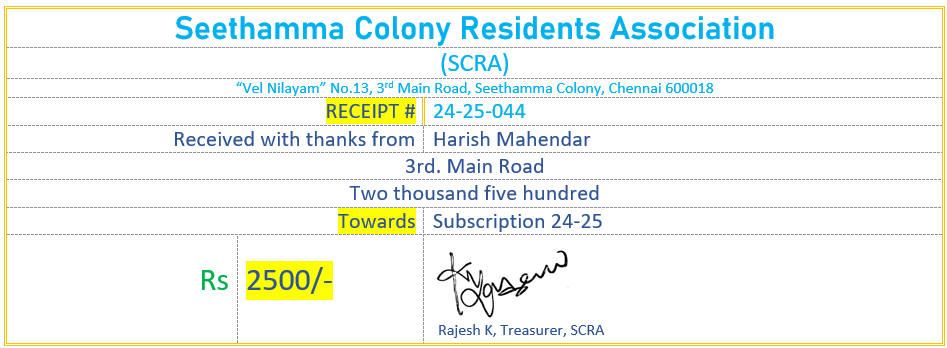 Seethamma Colony Residents Association
(SCRA)
“Vel Nilayam” No.13, 3rd Main Road, Seethamma Colony, Chennai 600018
RECEIPT # 24-25-044
Received with thanks from Harish Mahendar
3rd. Main Road
Two thousand five hundred
Towards Subscription 24-25
Rs 2500/-
Rajesh K, Treasurer, SCRA